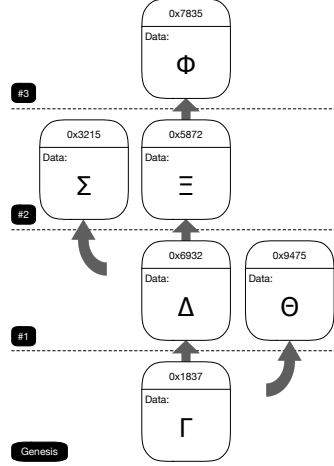 0x7835
Data:
Φ
#3
0x3215
Data:
Σ
0x5872
Data:
Ξ
#2
0x6932
Data:
Δ
0x9475
Data:
Θ
#1
0x1837
Data:
Γ
Genesis